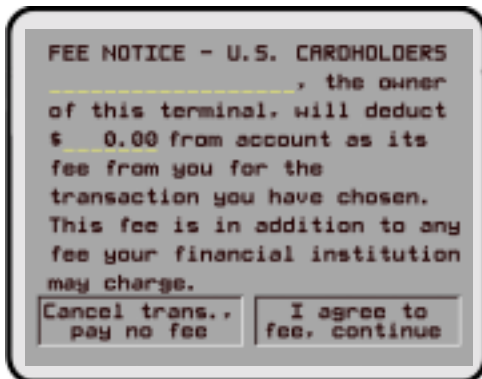 FEE NOTICE - U.S. CARDHOLDERS
__________________, the owner
of this terminal, will deduct
$___0.00 from account as its
fee from you for the
transaction you have chosen.
This fee is in addition to any
fee your financial institution
may charge.
Cancel trans.,
pay no fee
I agree to
fee, continue